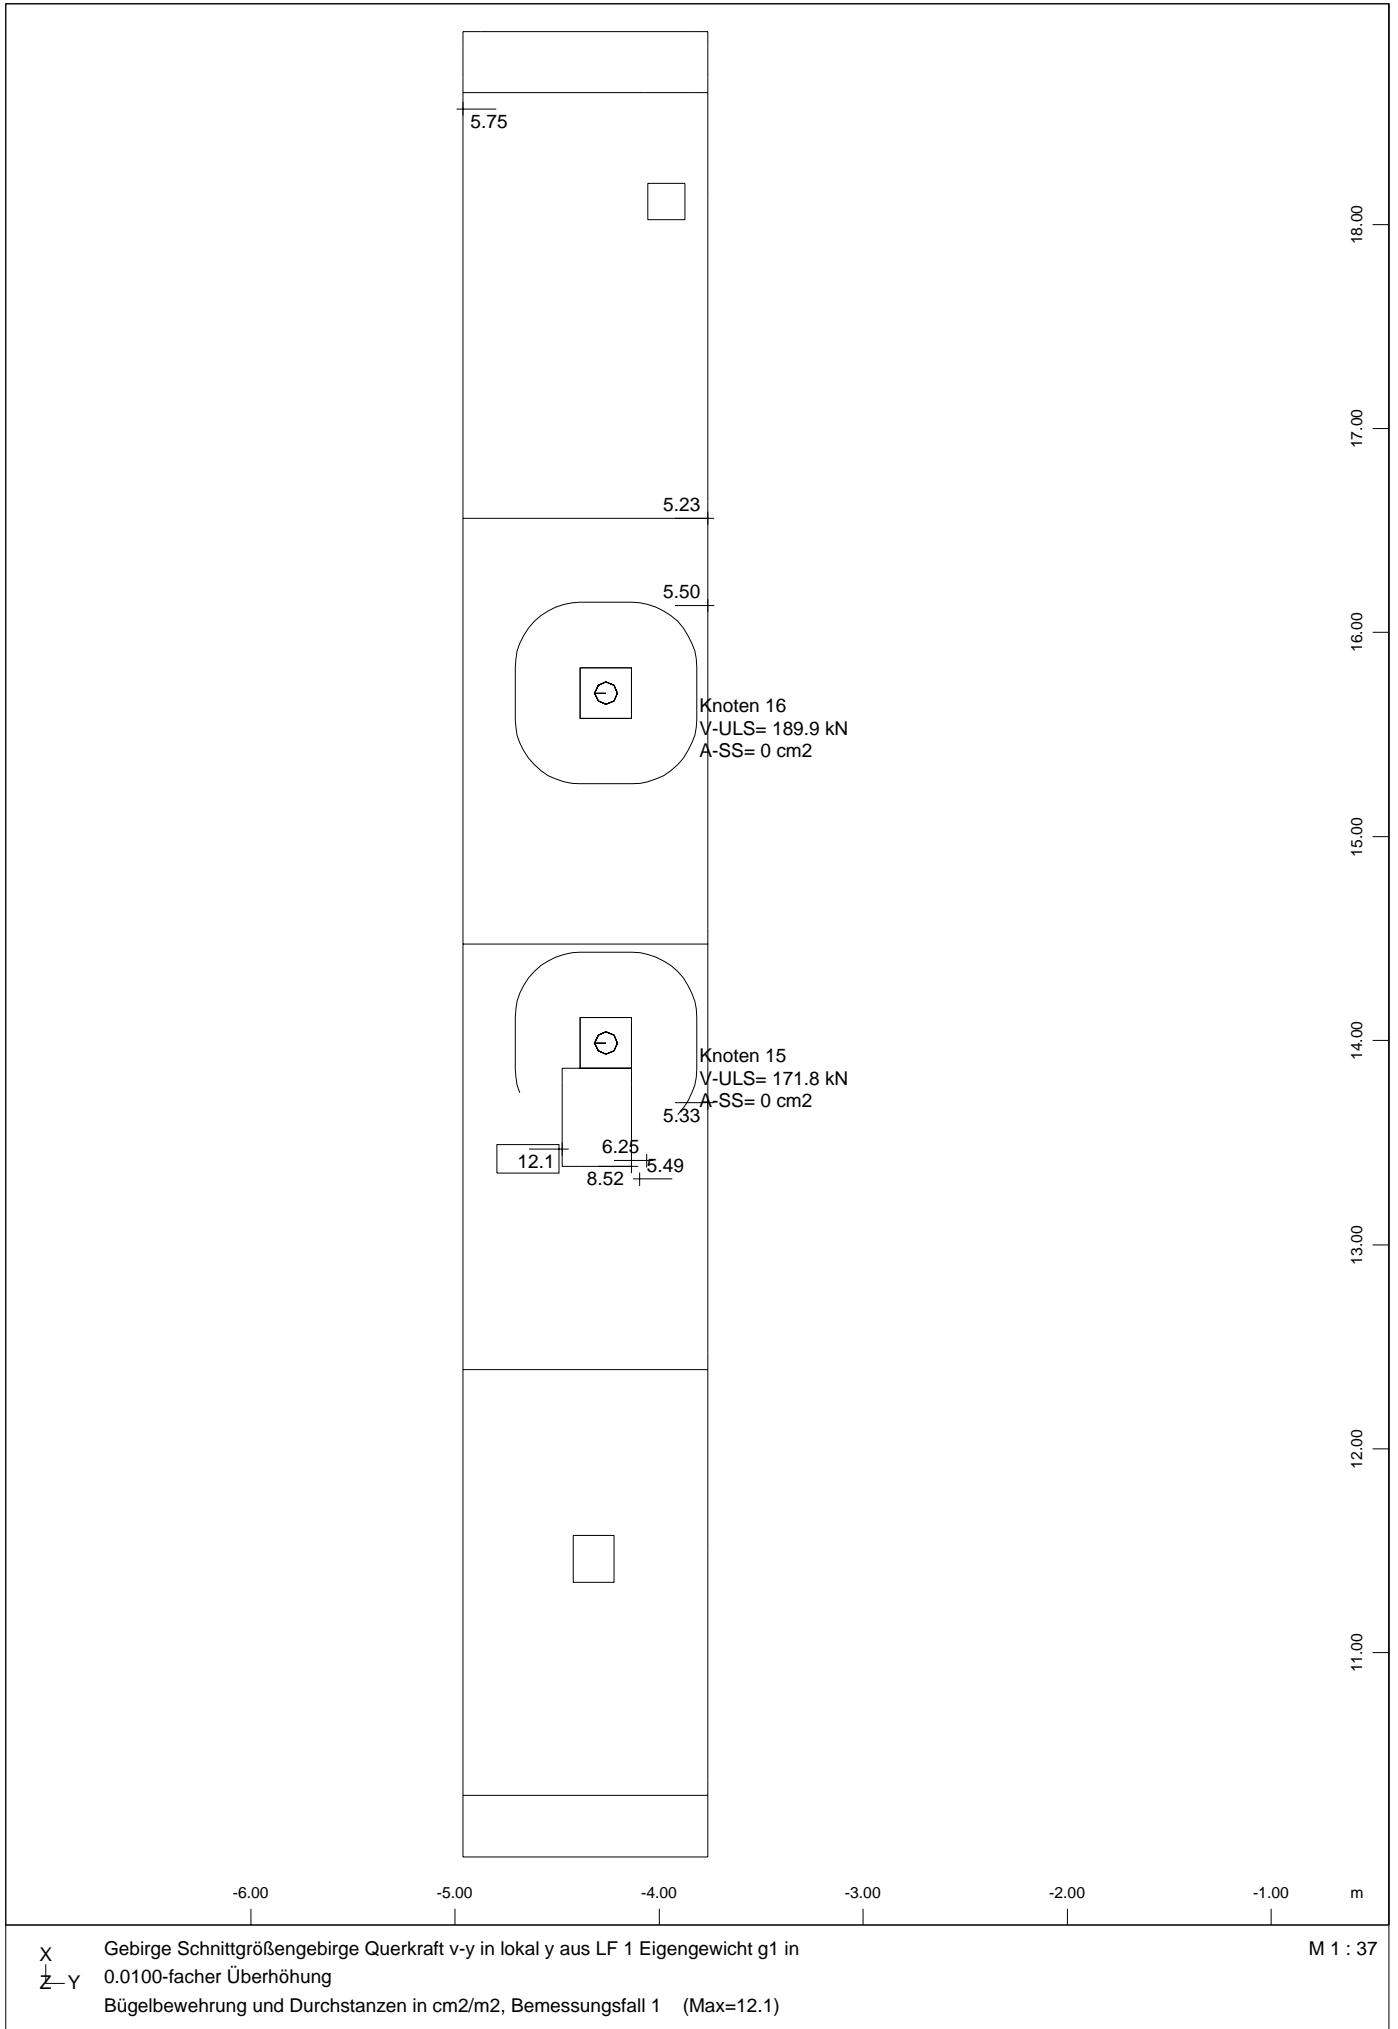 5.75
18.00
17.00
5.23
5.50
16.00
Knoten 16
V-ULS= 189.9 kN
A-SS= 0 cm2
15.00
14.00
Knoten 15
V-ULS= 171.8 kN
A-SS= 0 cm2
5.33
6.25
12.1
5.49
8.52
13.00
12.00
11.00
-6.00 -5.00 -4.00 -3.00 -2.00 -1.00 m
X
Z Y
Gebirge Schnittgrößengebirge Querkraft v-y in lokal y aus LF 1 Eigengewicht g1 in
0.0100-facher Überhöhung
Bügelbewehrung und Durchstanzen in cm2/m2, Bemessungsfall 1 (Max=12.1)
M 1 : 37